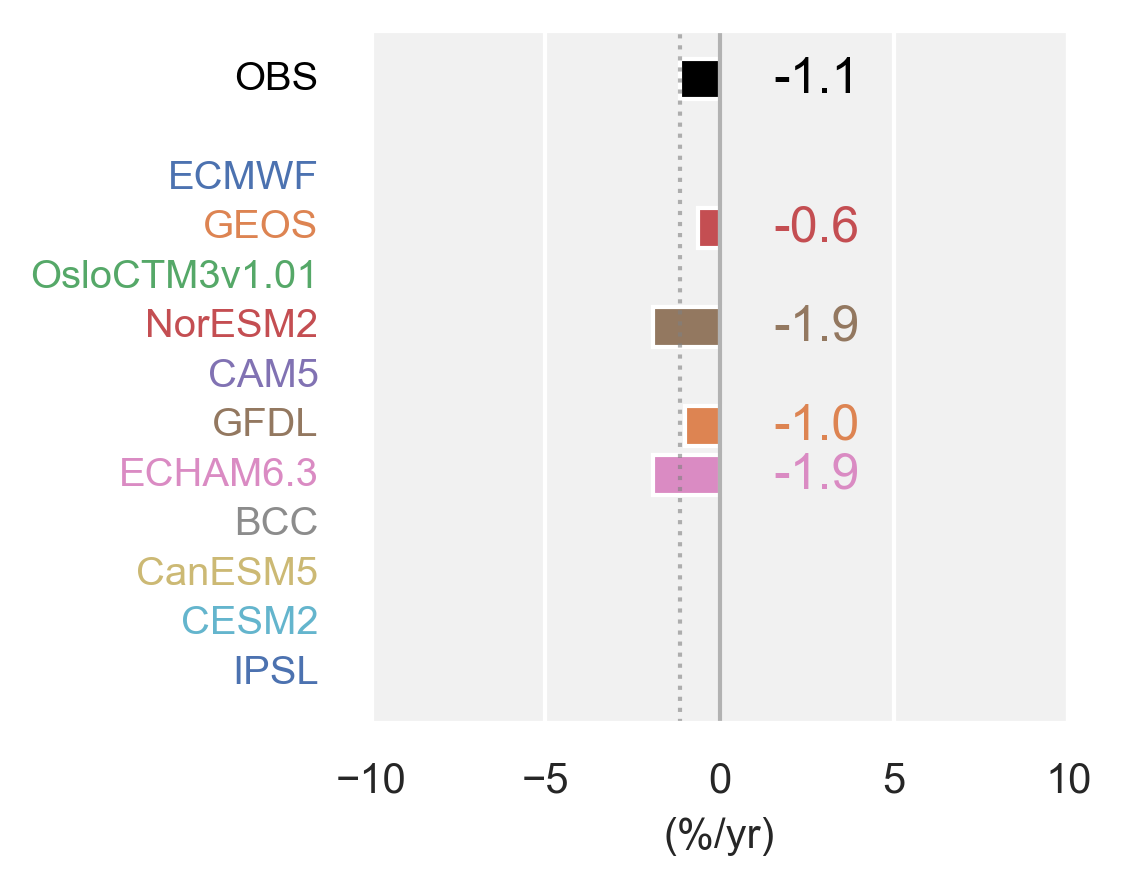 OBS -1.1
ECMWF
GEOS -0.6
OsloCTM3v1.01
NorESM2 -1.9
CAM5
GFDL -1.0
ECHAM6.3 -1.9
BCC
CanESM5
CESM2
IPSL
−10 −5 0 5 10
(%/yr)